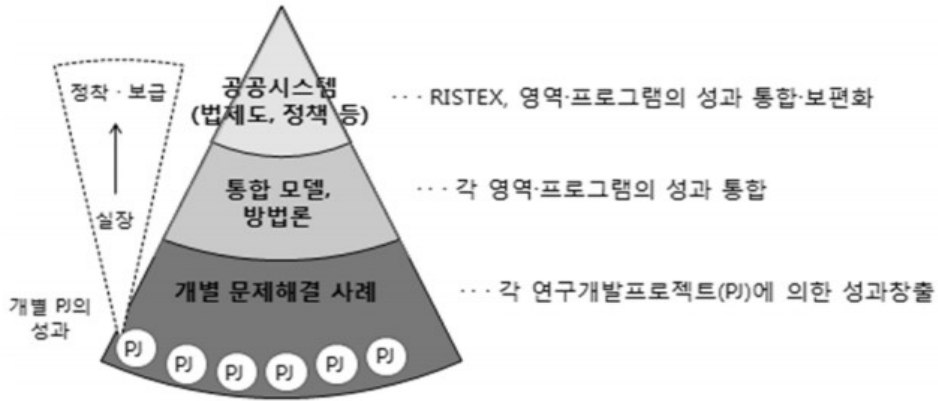 정착 · 보급
실장
개별 PJ의
성과
공공시스템
(법제도, 정책 등)
··· RISTEX, 영역·프로그램의 성과 통합·보편화
통합 모델,
방법론
··· 각 영역·프로그램의 성과 통합
개별 문제해결 사례
··· 각 연구개발프로젝트(PJ)에 의한 성과창출
PJ
PJ
PJ
PJ
PJ
PJ